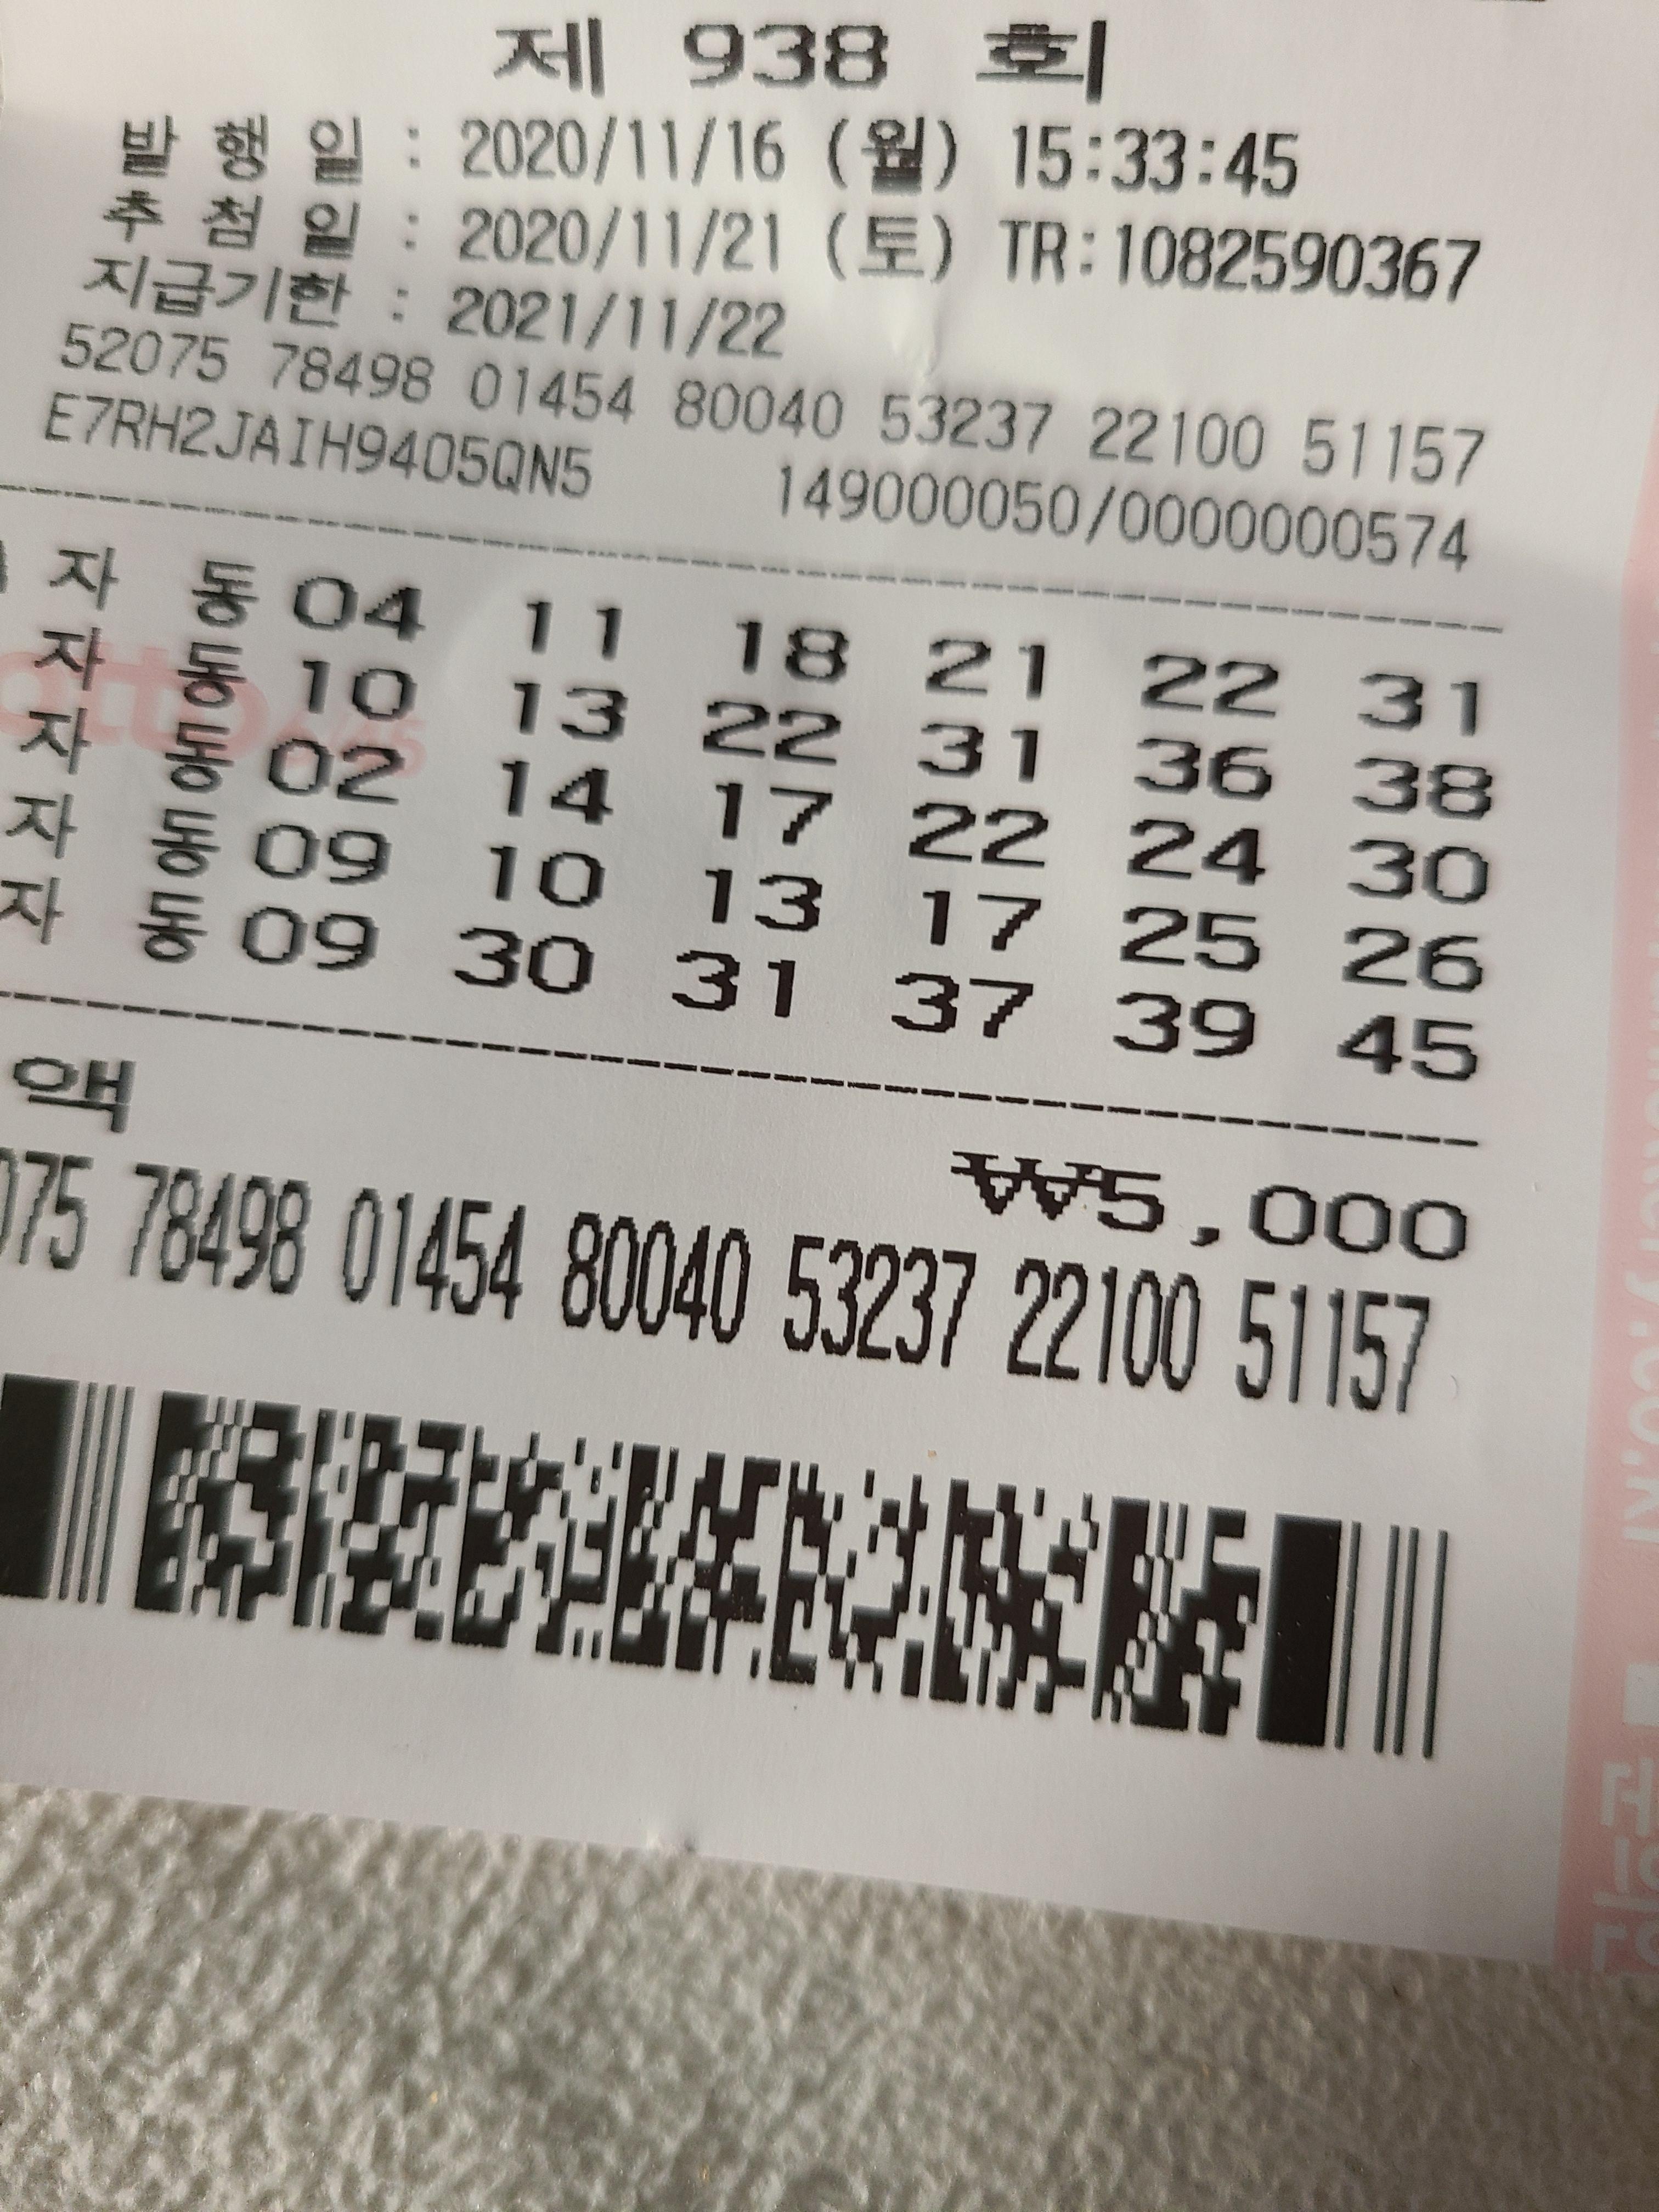 제 938 회
발 행 일 : 2020/11/16 (월) 15:33:45
추 첨 일 : 2020/11/21 (토) TR:1082590367
지급기한 : 2021/11/22
52075 78498 01454 80040 53237 22100 51157
E7RH2JAIH9405QN5 149000050/0000000574
자 동 04 11 18 21 22 31
자 동 10 13 22 31 36 38
자 동 02 14 17 22 24 30
자 동 09 10 13 17 25 26
자 동 09 30 31 37 39 45
액 ₩5,000
075 78498 01454 80040 53237 22100 51157